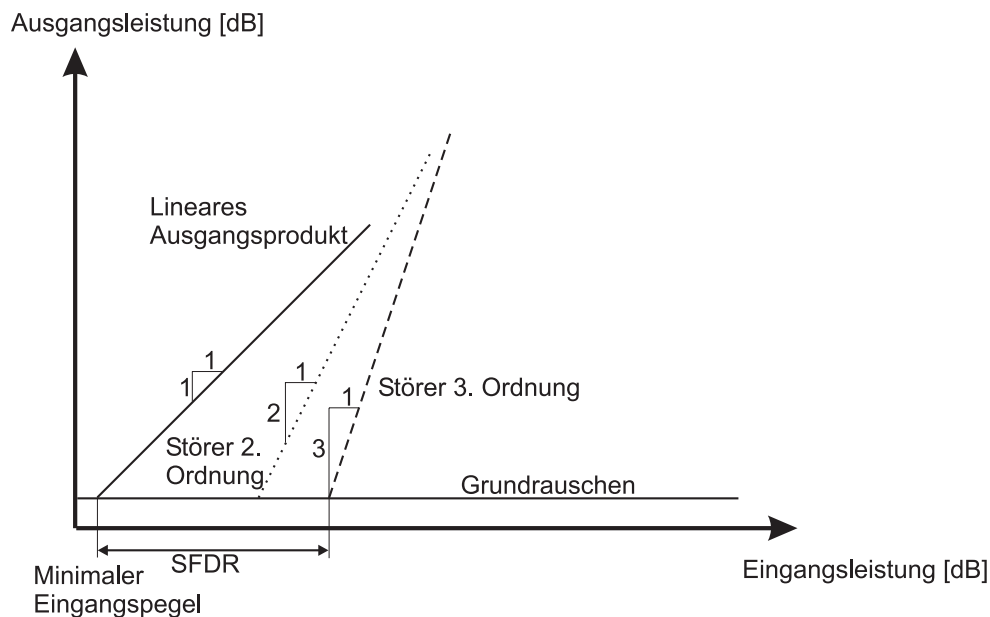 Ausgangsleistung [dB]
Lineares
Ausgangsprodukt
1
1
1
2
Störer 2.
Ordnung
1
3
Störer 3. Ordnung
Grundrauschen
SFDR
Minimaler
Eingangspegel
Eingangsleistung [dB]